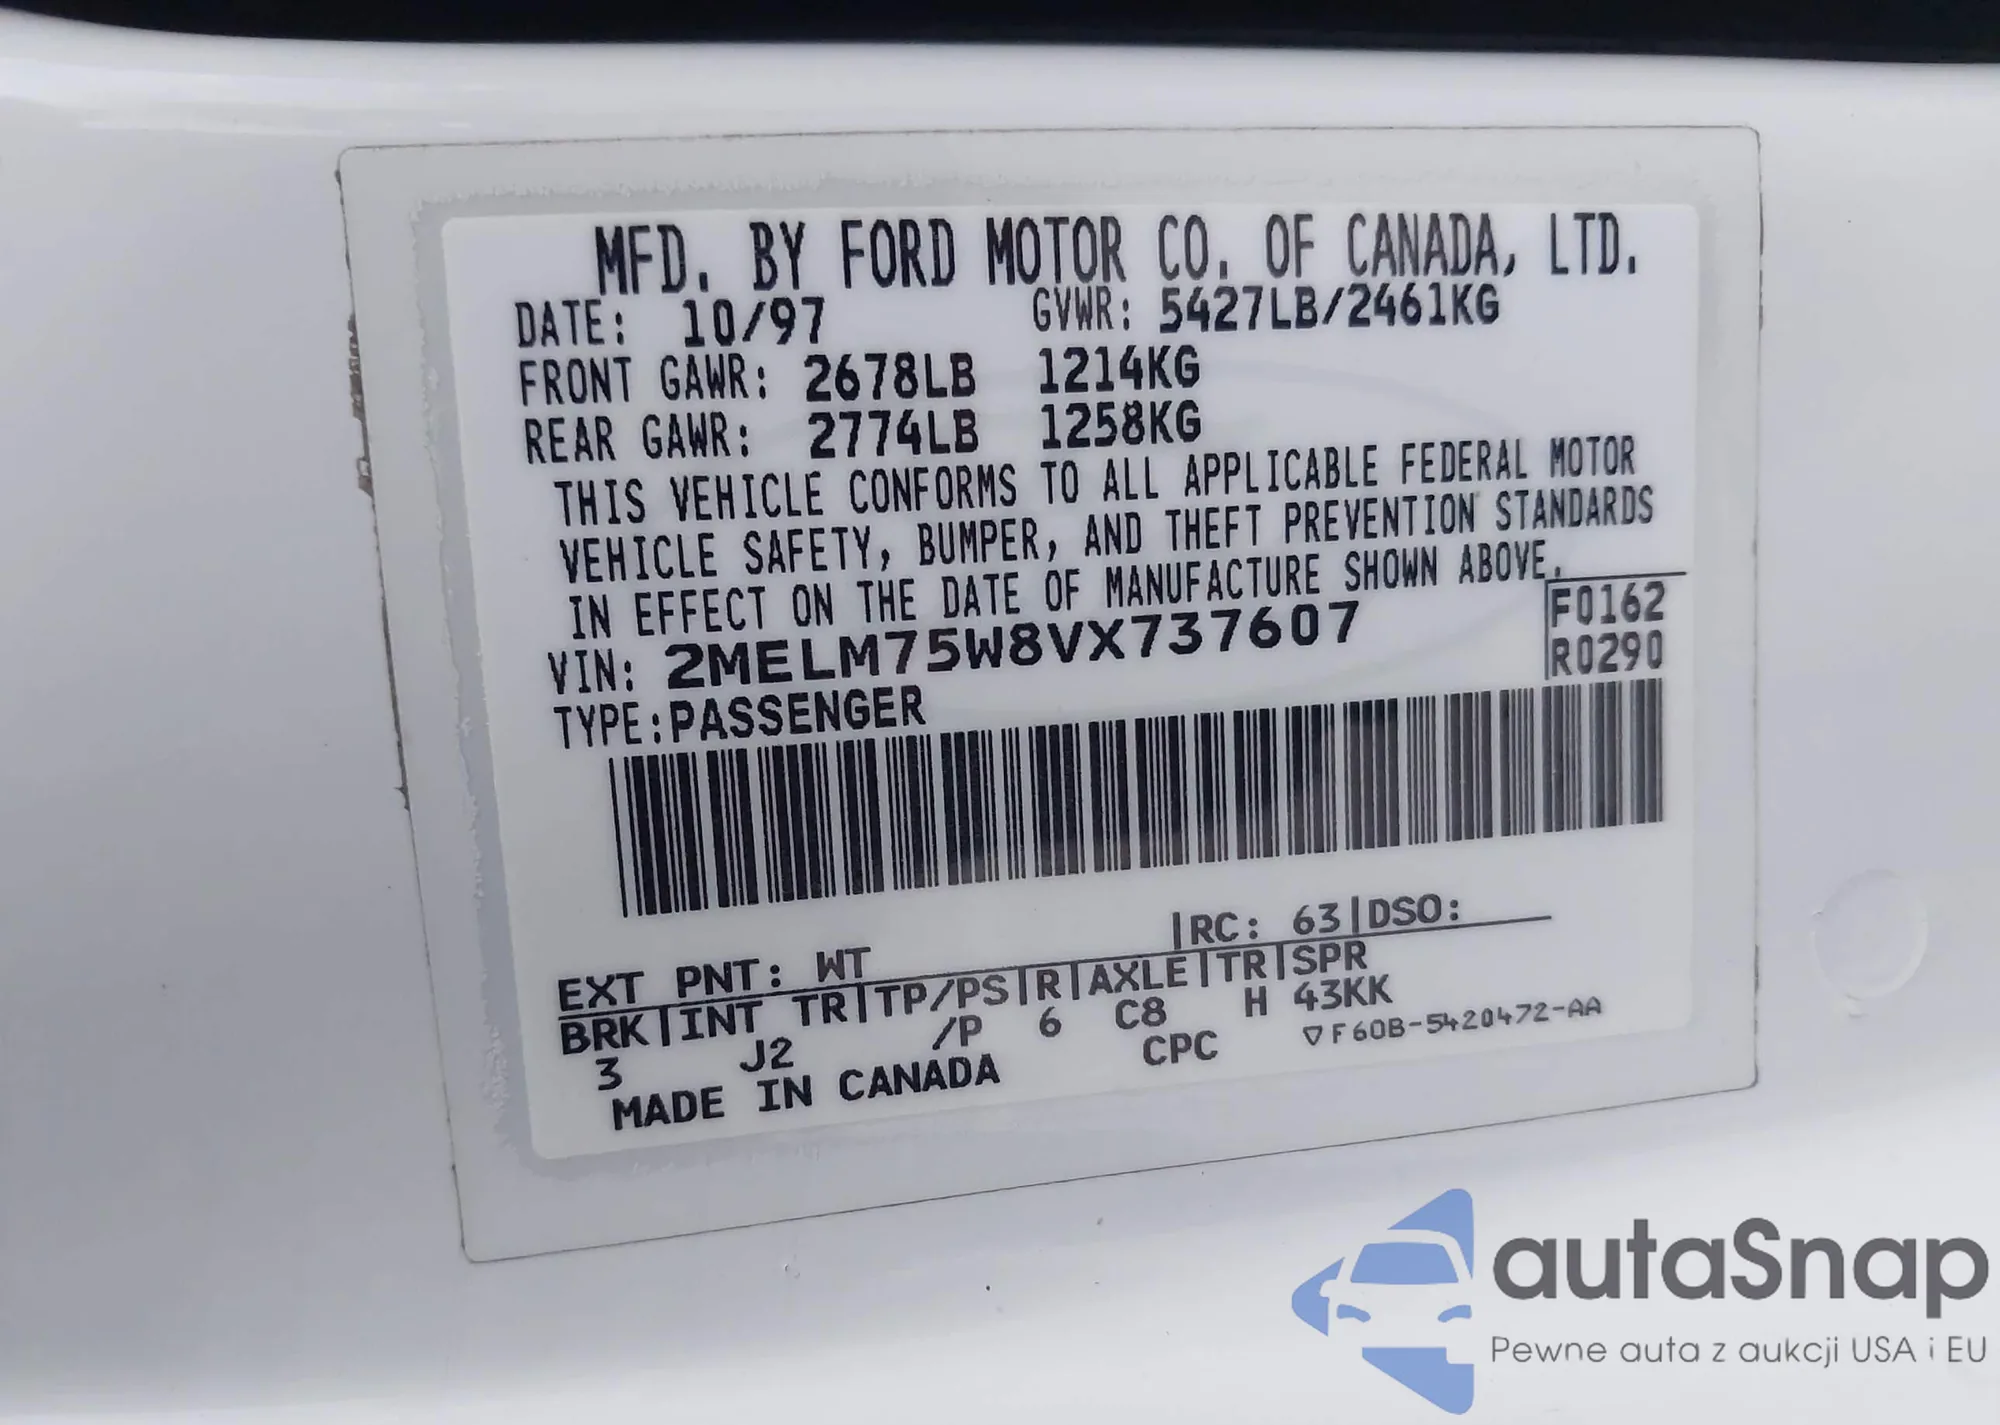 MFD. BY FORD MOTOR CO. OF CANADA, LTD.
DATE: 10/97 GVWR: 5427LB/2461KG
FRONT GAWR: 2678LB 1214KG
REAR GAWR: 2774LB 1258KG
THIS VEHICLE CONFORMS TO ALL APPLICABLE FEDERAL MOTOR
VEHICLE SAFETY, BUMPER, AND THEFT PREVENTION STANDARDS
IN EFFECT ON THE DATE OF MANUFACTURE SHOWN ABOVE.
F0162
VIN: 2MELM75W8VX737607
R0290
TYPE: PASSENGER
EXT PNT: WT |RC: 63|DSO:
BRK|INT TR|TP/PS|R|AXLE|TR|SPR
3 J2 /P 6 C8 H 43KK
MADE IN CANADA CPC ▽F60B-5420472-AA
autaSnap
Pewne auta z aukcji USA i EU